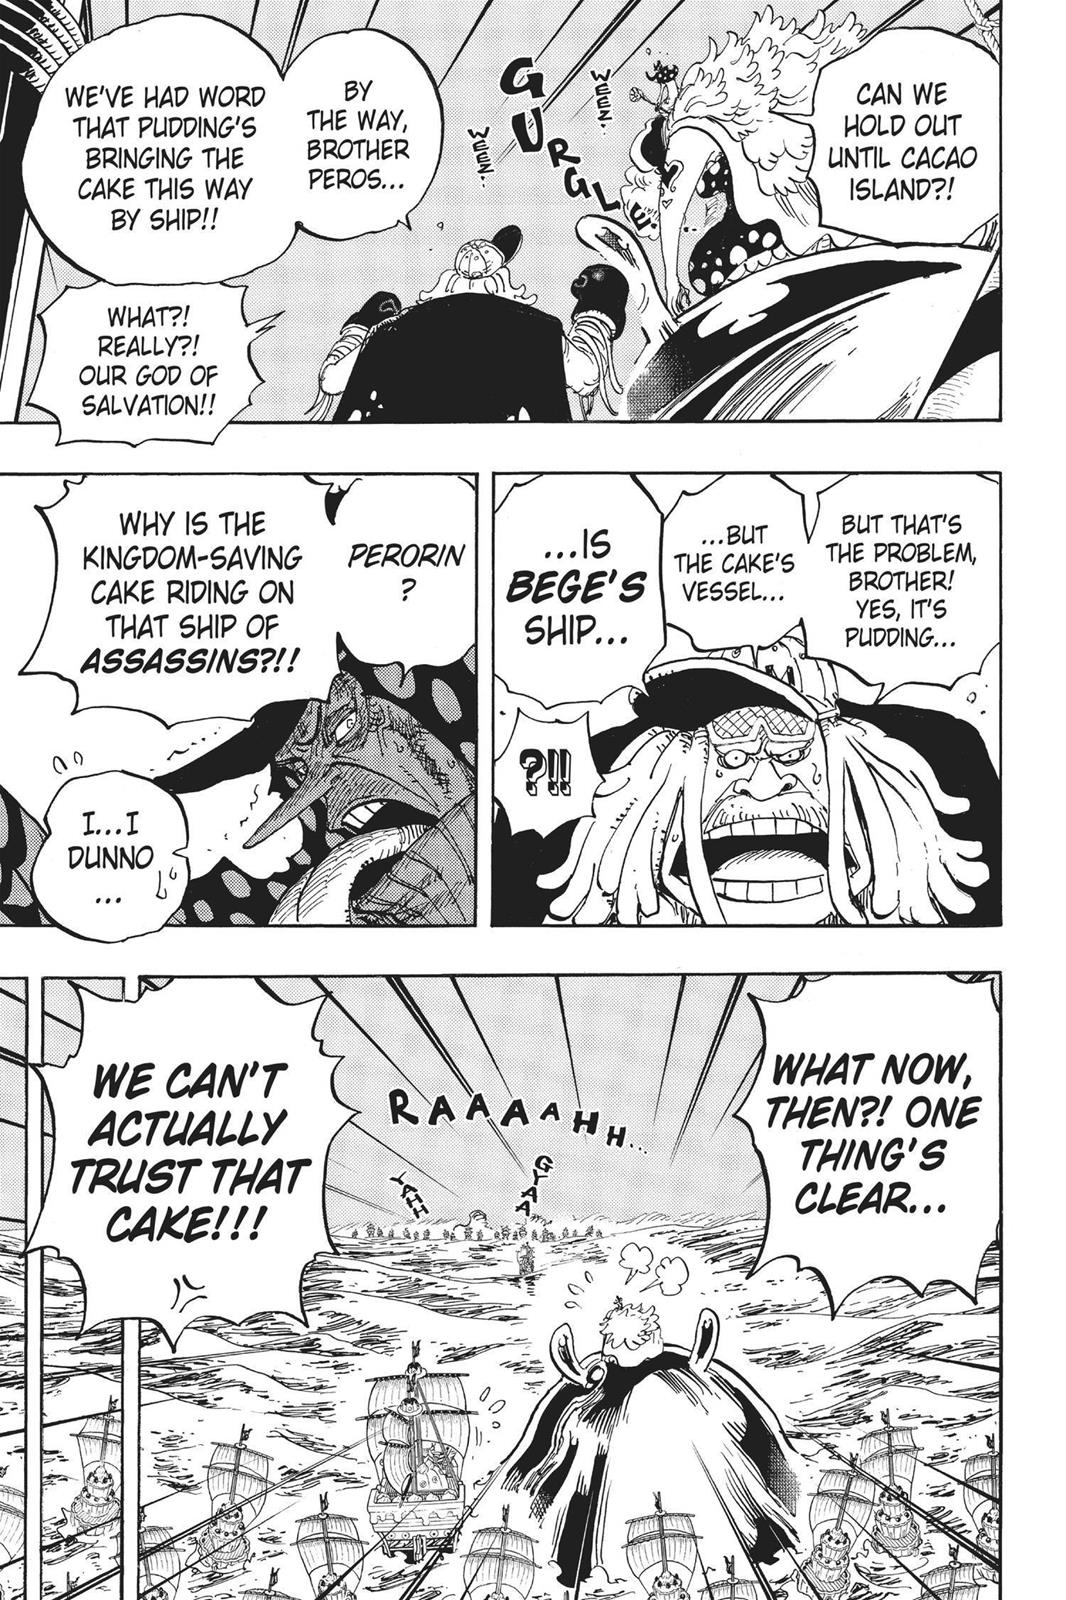 CAN WE
HOLD OUT
UNTIL CACAO
ISLAND?!
WEEZ..
GURGLE..
WEEZ..
BY
THE WAY,
BROTHER
PEROS...
WE'VE HAD WORD
THAT PUDDING'S
BRINGING THE
CAKE THIS WAY
BY SHIP!!
WHAT?!
REALLY?!
OUR GOD OF
SALVATION!!
BUT THAT'S
THE PROBLEM,
BROTHER!
YES, IT'S
PUDDING...
...BUT
THE CAKE'S
VESSEL...
...IS
BEGE'S
SHIP...
?!!
PERORIN
?
WHY IS THE
KINGDOM-SAVING
CAKE RIDING ON
THAT SHIP OF
ASSASSINS?!!
I...I
DUNNO
...
WHAT NOW,
THEN?! ONE
THING'S
CLEAR...
RAAAAHH...
GYAA
YAHH
WE CAN'T
ACTUALLY
TRUST THAT
CAKE!!!